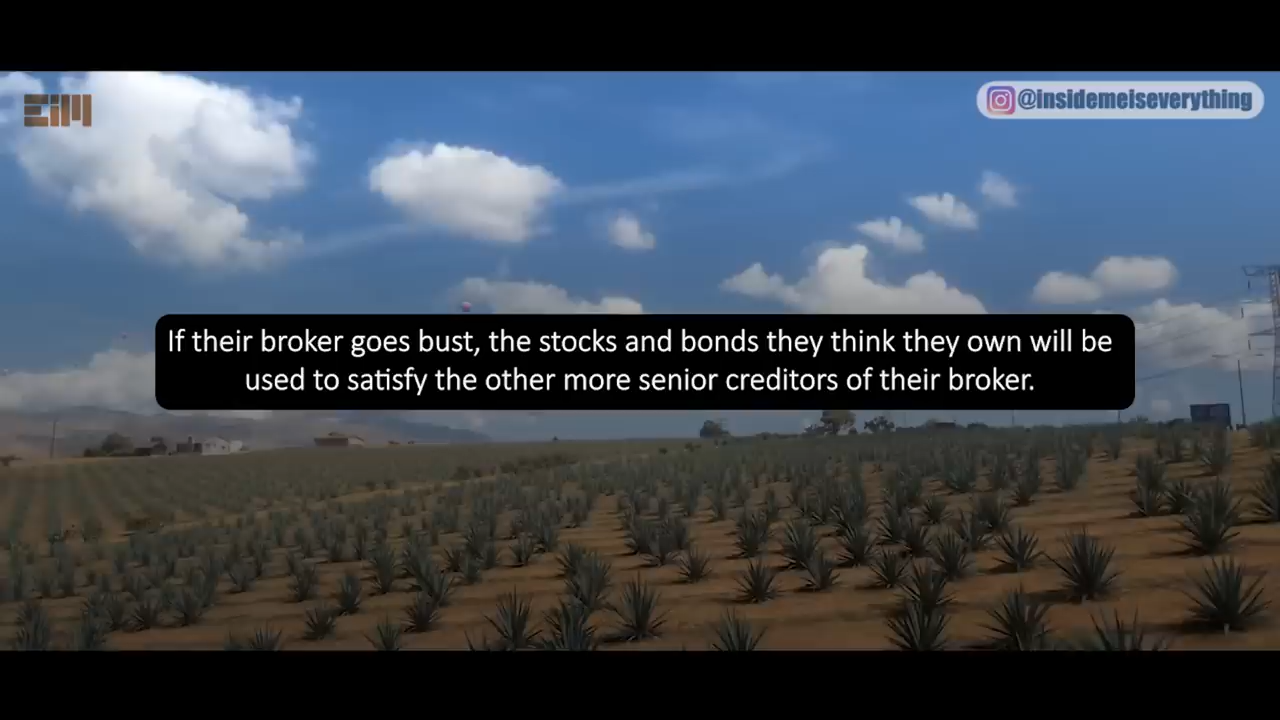 EiM
@insidemeiseverything
If their broker goes bust, the stocks and bonds they think they own will be
used to satisfy the other more senior creditors of their broker.